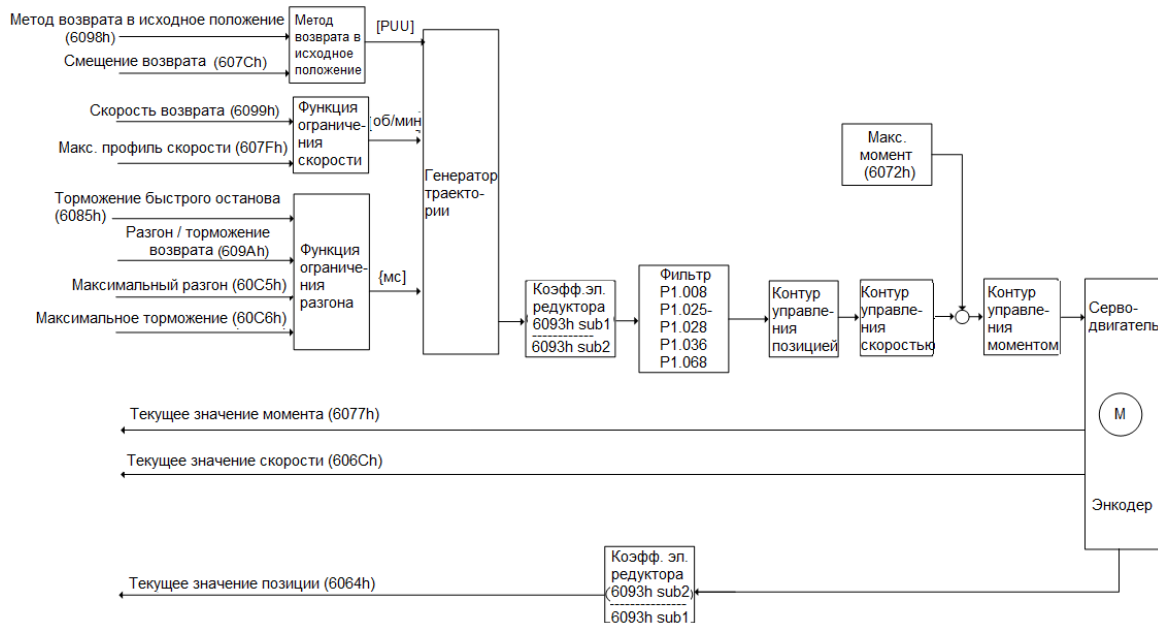 Метод возврата в исходное положение
(6098h)
Смещение возврата (607Ch)
Метод
возврата в
исходное
положение
[PUU]
Скорость возврата (6099h)
Макс. профиль скорости (607Fh)
Функция
ограниче-
ния
скорости
[об/мин]
Торможение быстрого останова
(6085h)
Разгон / торможение
возврата (609Ah)
Максимальный разгон (60C5h)
Максимальное торможение (60C6h)
Функция
ограниче-
ния
разгона
{мс]
Генератор
траекто-
рии
Коэфф.эл.
редуктора
6093h sub1
----------------
6093h sub2
Фильтр
P1.008
P1.025-
P1.028
P1.036
P1.068
Контур
управле-
ния
позицией
Контур
управле-
ния
скоростью
Макс.
момент
(6072h)
Контур
управле-
ния
моментом
Серво-
двигатель
M
Энкодер
Текущее значение момента (6077h)
Текущее значение скорости (606Ch)
Текущее значение позиции (6064h)
Коэфф. эл.
редуктора
(6093h sub2)
----------------
6093h sub1